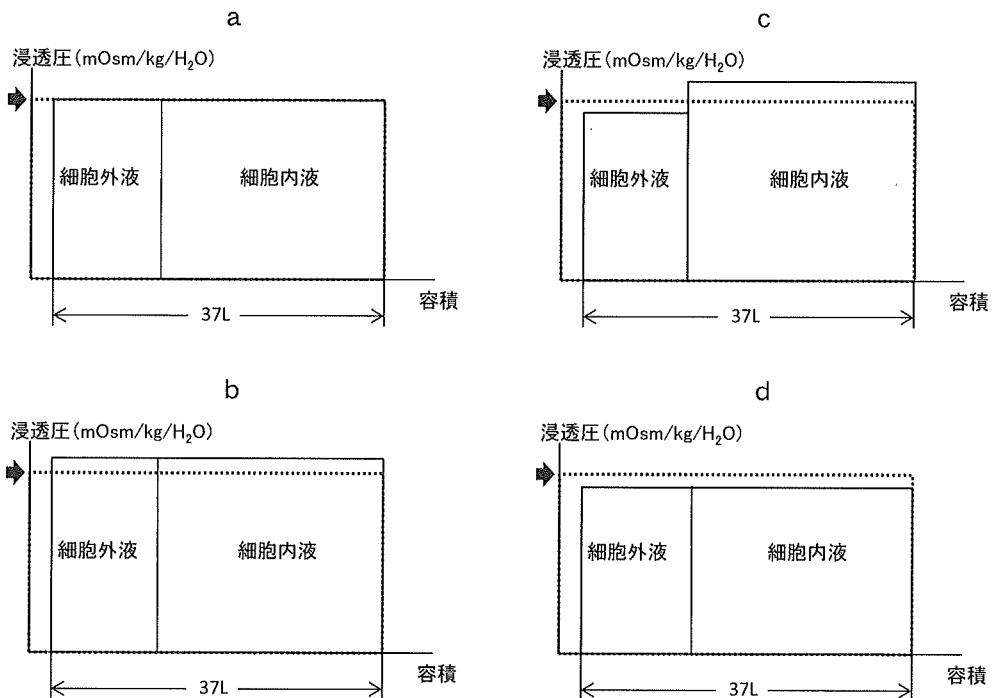 a
浸透圧(mOsm/kg/H₂O)
細胞外液
細胞内液
37L
容積
c
浸透圧(mOsm/kg/H₂O)
細胞外液
細胞内液
37L
容積
b
浸透圧(mOsm/kg/H₂O)
細胞外液
細胞内液
37L
容積
d
浸透圧(mOsm/kg/H₂O)
細胞外液
細胞内液
37L
容積